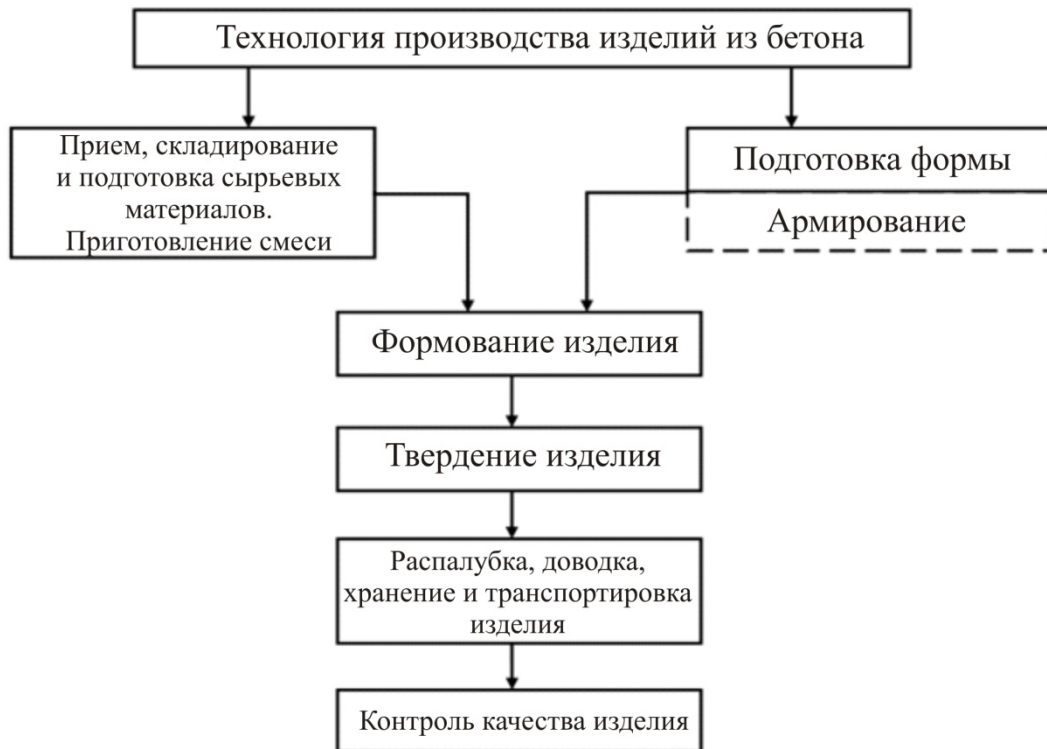 Технология производства изделий из бетона
Прием, складирование
и подготовка сырьевых
материалов.
Приготовление смеси
Подготовка формы
Армирование
Формование изделия
Твердение изделия
Распалубка, доводка,
хранение и транспортировка
изделия
Контроль качества изделия